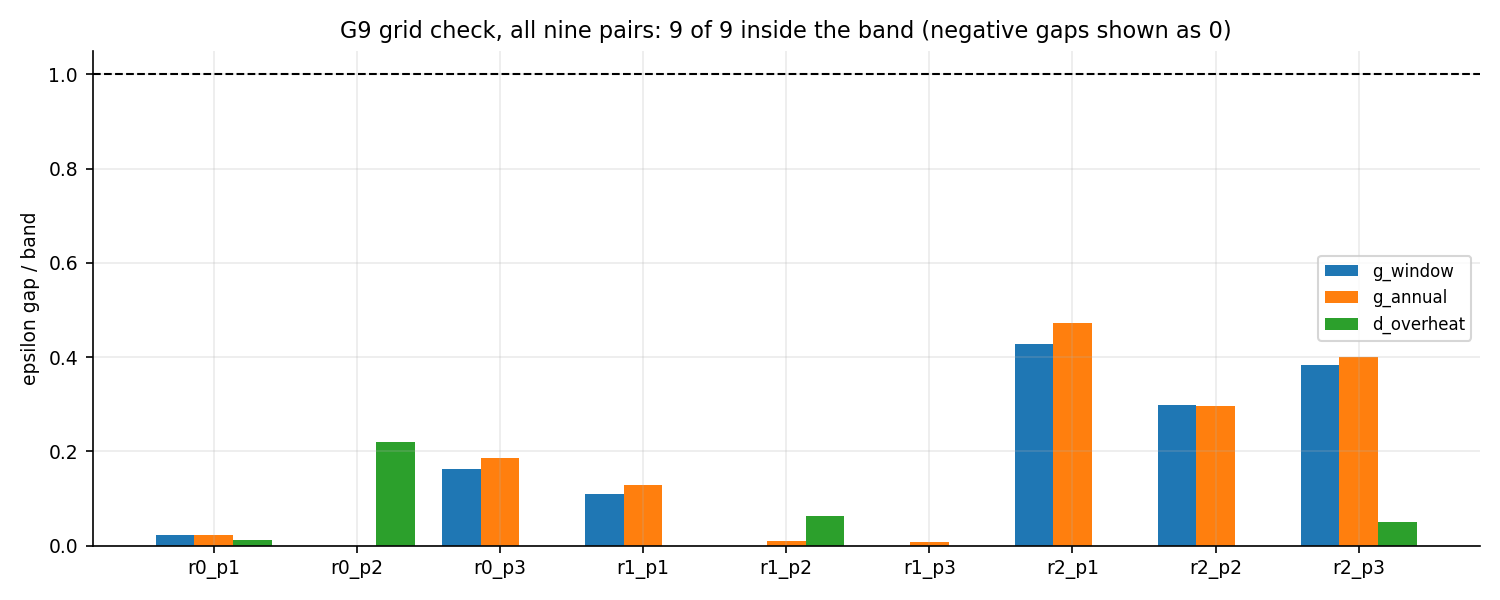 G9 grid check, all nine pairs: 9 of 9 inside the band (negative gaps shown as 0)
epsilon gap / band
1.0
0.8
0.6
0.4
0.2
0.0
g_window
g_annual
d_overheat
r0_p1 r0_p2 r0_p3 r1_p1 r1_p2 r1_p3 r2_p1 r2_p2 r2_p3